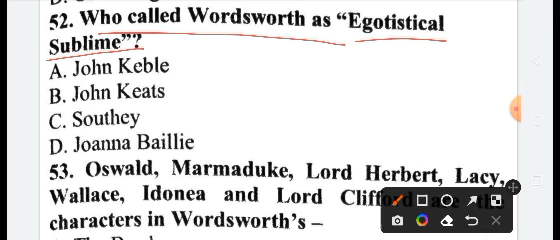 52. Who called Wordsworth as “Egotistical
Sublime”?
A. John Keble
B. John Keats
C. Southey
D. Joanna Baillie
53. Oswald, Marmaduke, Lord Herbert, Lacy,
Wallace, Idonea and Lord the
characters in Wordsworth’s –